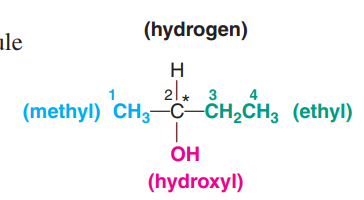 ule
(hydrogen)
H
1 2 * 3 4
(methyl) CH₃—C—CH₂CH₃ (ethyl)
OH
(hydroxyl)